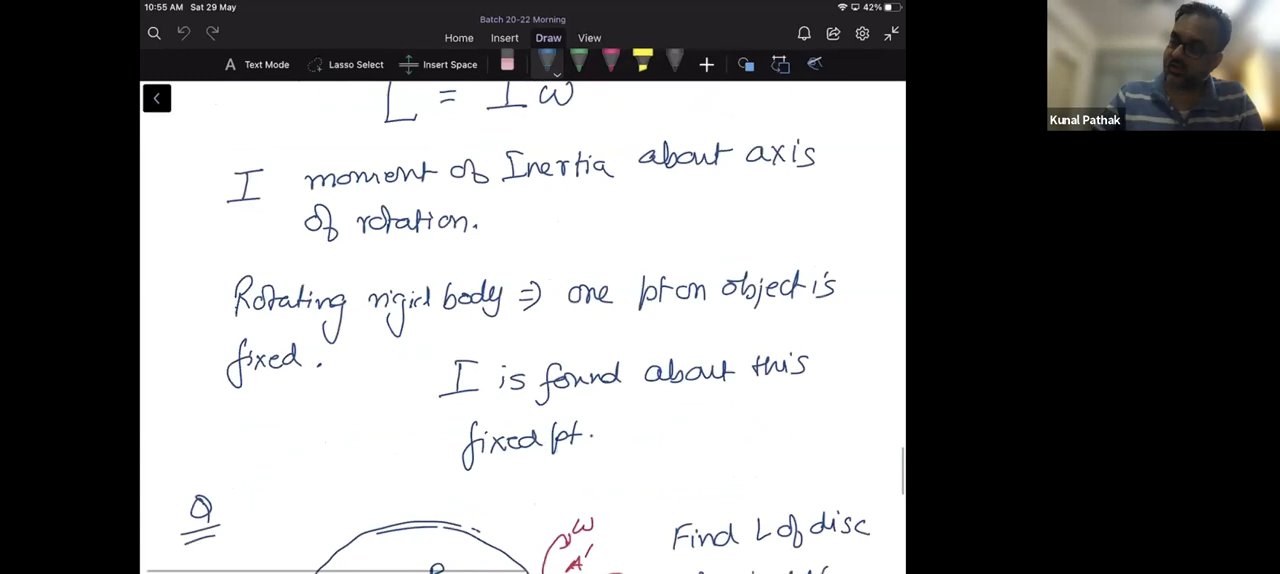 10:55 AM Sat 29 May
42%
Batch 20-22 Morning
Home Insert Draw View
Text Mode Lasso Select Insert Space
L = I ω
I moment of Inertia about axis
of rotation.
Rotating rigid body ⇒ one pt on object is
fixed.
I is found about this
fixed pt.
Q
ω
A'
Find L of disc
Kunal Pathak